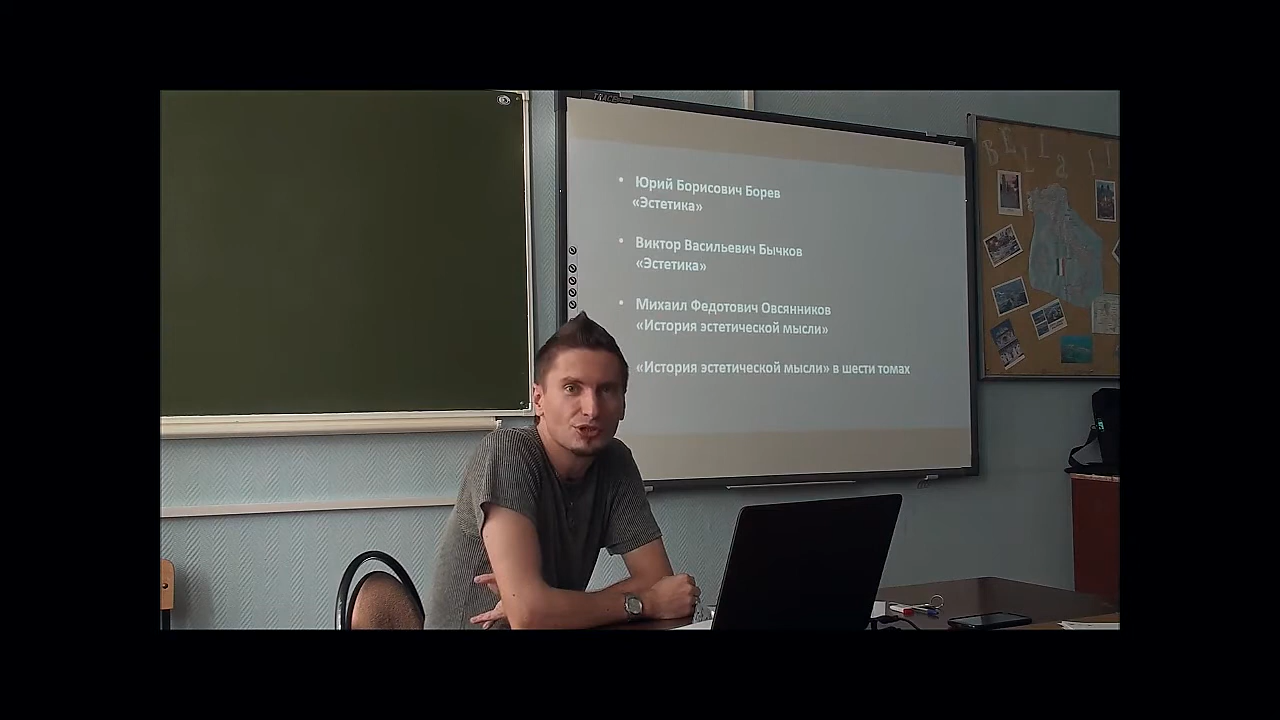 TRACE
• Юрий Борисович Борев
«Эстетика»
• Виктор Васильевич Бычков
«Эстетика»
• Михаил Федотович Овсянников
«История эстетической мысли»
«История эстетической мысли» в шести томах